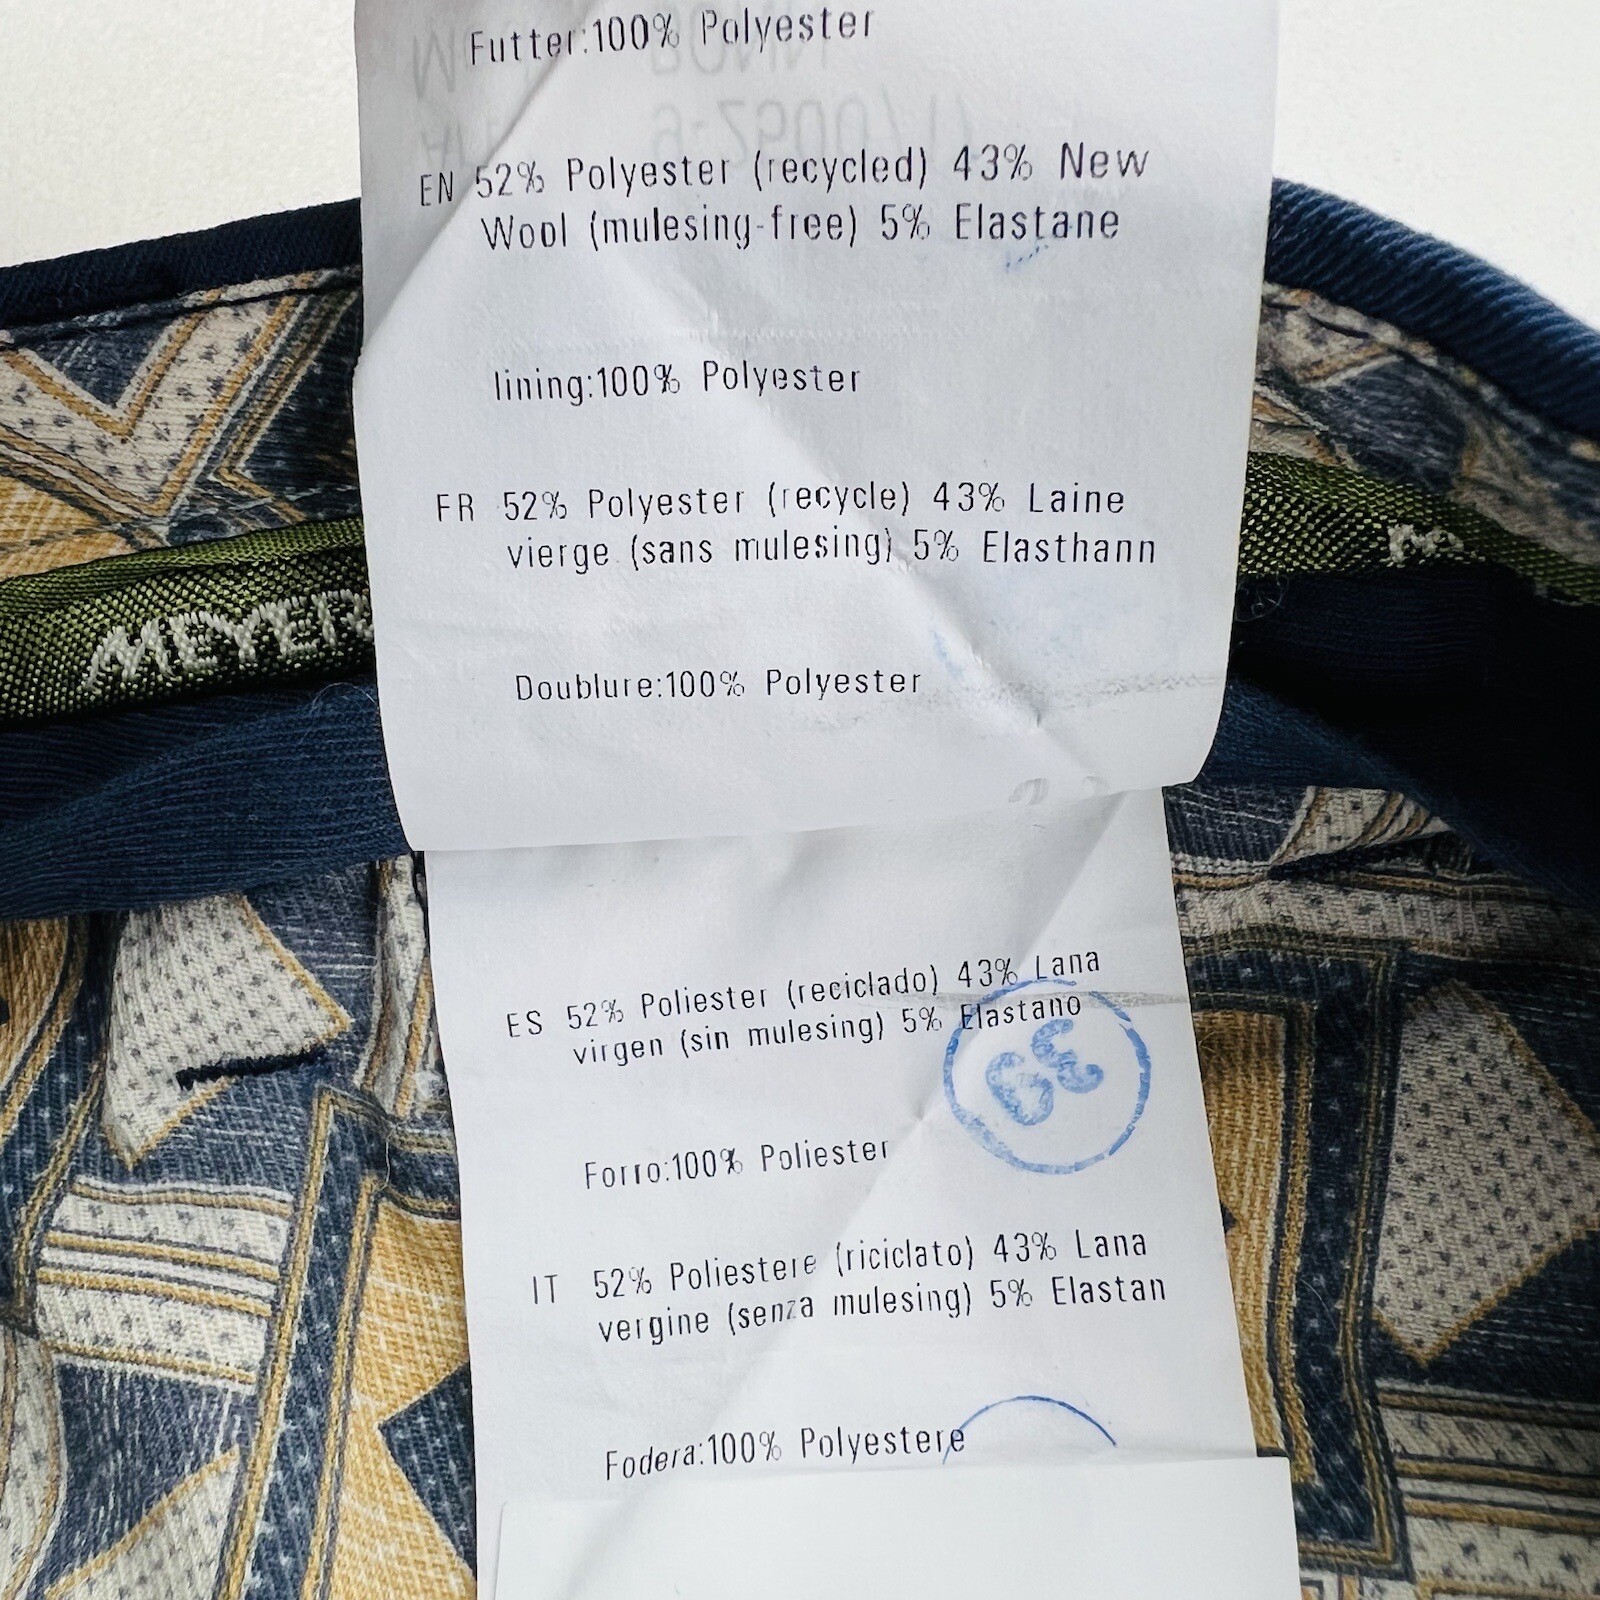 Futter:100% Polyester
EN 52% Polyester (recycled) 43% New
Wool (mulesing-free) 5% Elastane
lining:100% Polyester
FR 52% Polyester (recycle) 43% Laine
vierge (sans mulesing) 5% Elasthann
Doublure:100% Polyester
MEYER
ES 52% Poliester (reciclado) 43% Lana
virgen (sin mulesing) 5% Elastano
Forro:100% Poliester
IT 52% Poliestere (riciclato) 43% Lana
vergine (senza mulesing) 5% Elastan
Fodera:100% Polyestere